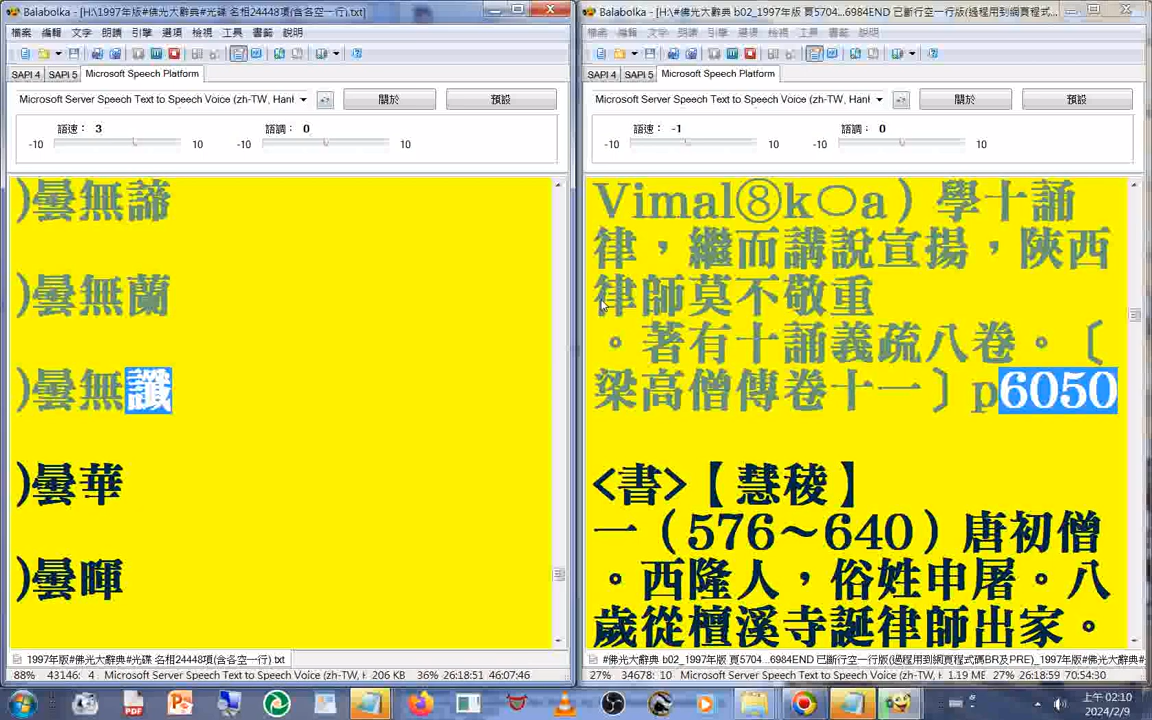 Balabolka - [H:\1997年版#佛光大辭典#光碟 名相24448項(含各空一行).txt]
檔案 編輯 文字 朗讀 引擎 選項 檢視 工具 書籤 說明
SAPI 4 SAPI 5 Microsoft Speech Platform
Microsoft Server Speech Text to Speech Voice (zh-TW, Hanl
關於 預設
語速： 3 語調： 0
-10 10 -10 10
)曇無諦
)曇無蘭
)曇無讖
)曇華
)曇暉
1997年版#佛光大辭典#光碟 名相24448項(含各空一行).txt
88% 43146: 4 Microsoft Server Speech Text to Speech Voice (zh-TW, H 206 KB 36% 26:18:51 46:07:46
Balabolka - [H:\#佛光大辭典 b02_1997年版 頁5704...6984END 已斷行空一行版(過程用到網頁程式...
檔案 編輯 文字 朗讀 引擎 選項 檢視 工具 書籤 說明
SAPI 4 SAPI 5 Microsoft Speech Platform
Microsoft Server Speech Text to Speech Voice (zh-TW, Hanl
關於 預設
語速： -1 語調： 0
-10 10 -10 10
Vimal⑧k○a）學十誦
律，繼而講說宣揚，陝西
律師莫不敬重
。著有十誦義疏八卷。〔
梁高僧傳卷十一〕p6050
<書>【慧稜】
一（576～640）唐初僧
。西隆人，俗姓申屠。八
歲從檀溪寺誕律師出家。
#佛光大辭典 b02_1997年版 頁5704...6984END 已斷行空一行版(過程用到網頁程式碼BR及PRE)_1997年版#
27% 34678: 10 Microsoft Server Speech Text to Speech Voice (zh-TW, Hanl 1.19 ME 27% 26:18:59 70:54:30
PDF
上午 02:10
2024/2/9